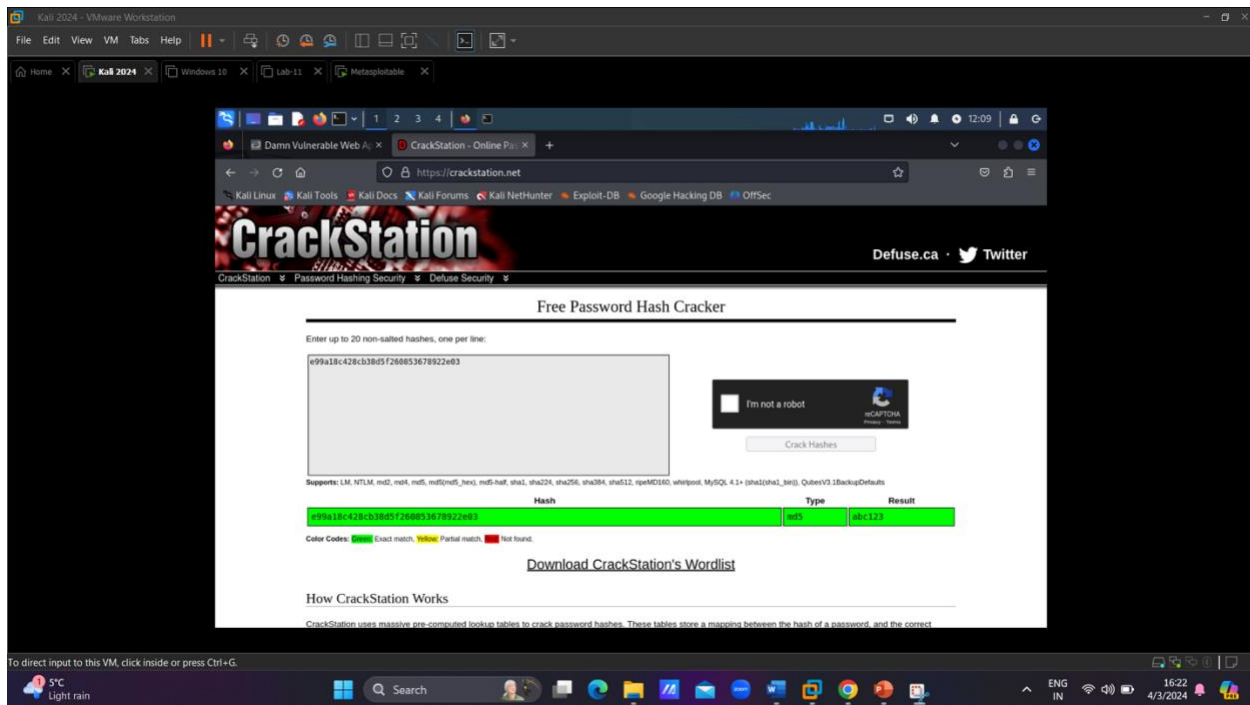 Kali 2024 - VMware Workstation
File Edit View VM Tabs Help
Home Kali 2024 Windows 10 Lab-11 Metasploitable
1 2 3 4 12:09
Damn Vulnerable Web Ap CrackStation - Online Pas
https://crackstation.net
Kali Linux Kali Tools Kali Docs Kali Forums Kali NetHunter Exploit-DB Google Hacking DB OffSec
CrackStation
Defuse.ca · Twitter
CrackStation Password Hashing Security Defuse Security
Free Password Hash Cracker
Enter up to 20 non-salted hashes, one per line:
e99a18c428cb38d5f260853678922e03
I'm not a robot
reCAPTCHA
Privacy - Terms
Crack Hashes
Supports: LM, NTLM, md2, md4, md5, md5(md5_hex), md5-half, sha1, sha224, sha256, sha384, sha512, ripeMD160, whirlpool, MySQL 4.1+ (sha1(sha1_bin)), QubesV3.1BackupDefaults
Hash Type Result
e99a18c428cb38d5f260853678922e03 md5 abc123
Color Codes: Green: Exact match, Yellow: Partial match, Red: Not found.
Download CrackStation's Wordlist
How CrackStation Works
CrackStation uses massive pre-computed lookup tables to crack password hashes. These tables store a mapping between the hash of a password, and the correct
To direct input to this VM, click inside or press Ctrl+G.
1
5°C
Light rain
Search
ENG
IN
16:22
4/3/2024